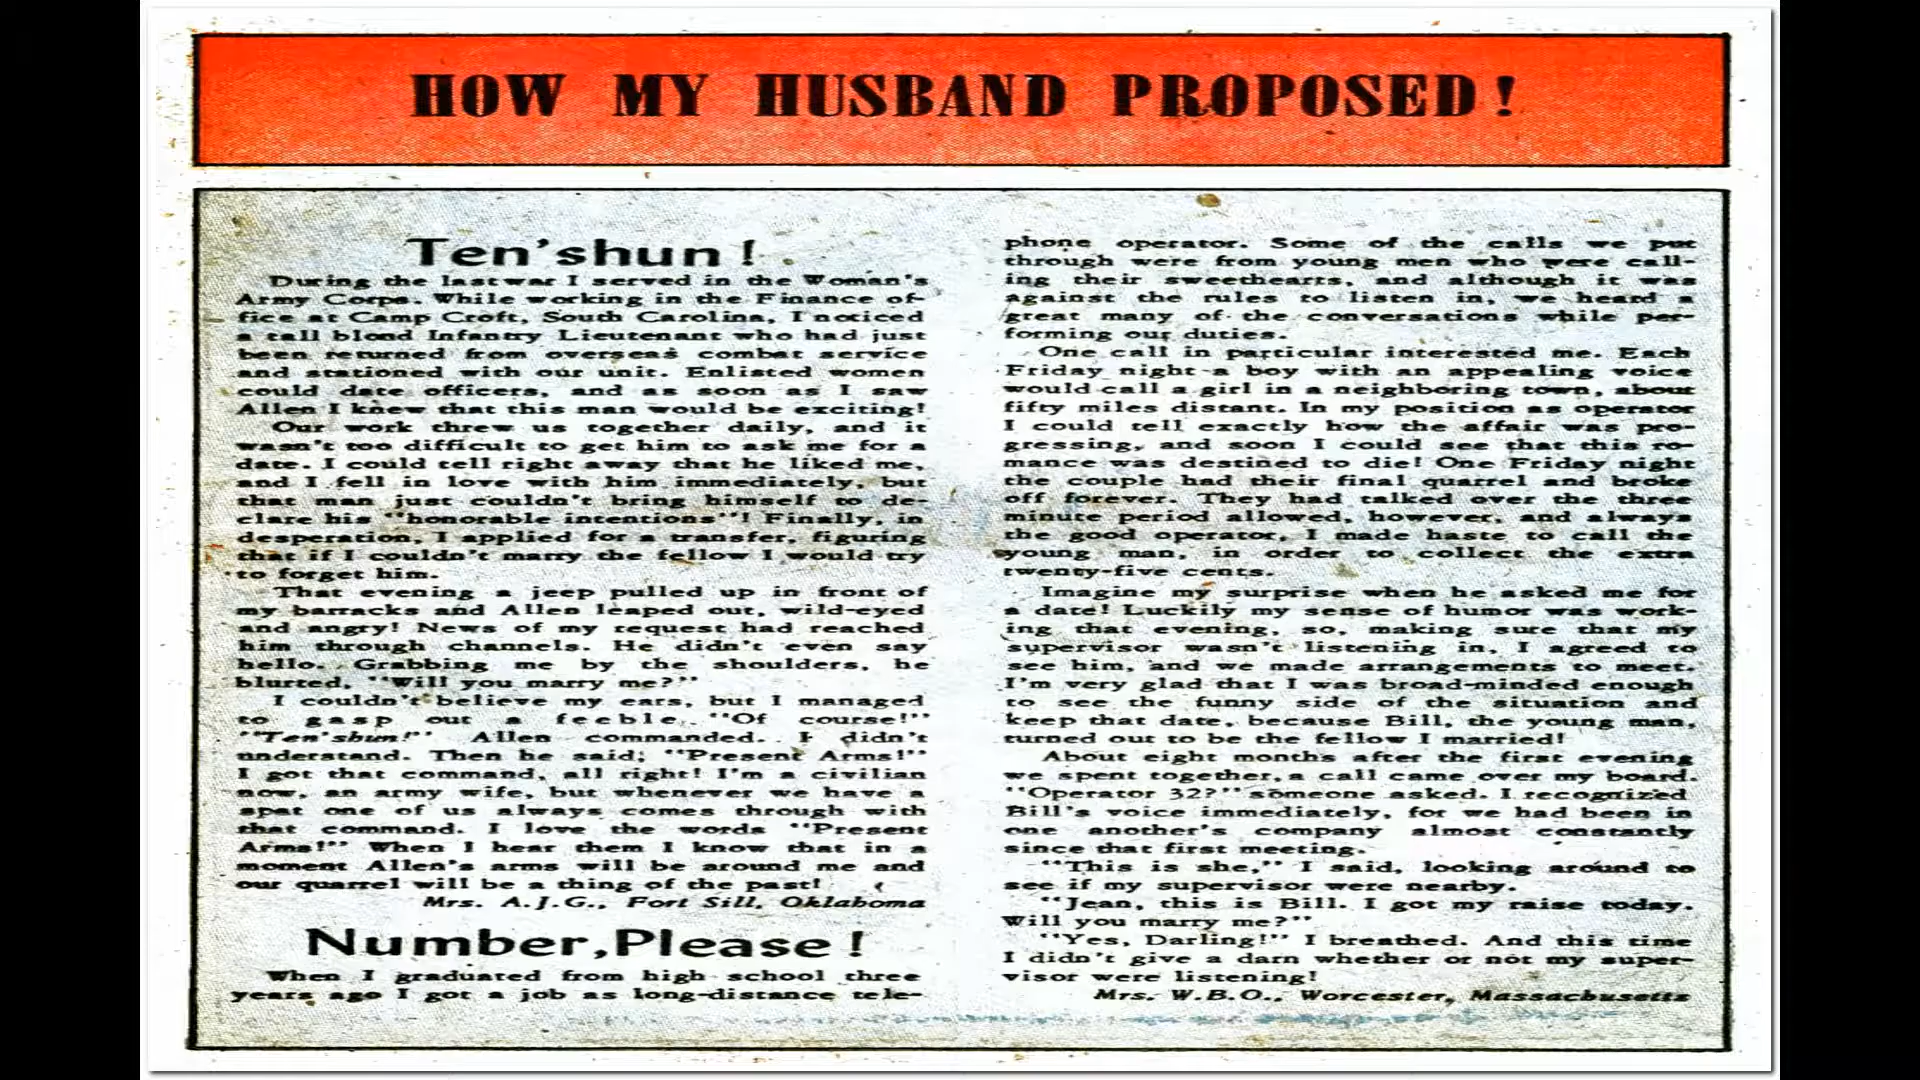 HOW MY HUSBAND PROPOSED!
Ten'shun!
During the last war I served in the Woman's
Army Corps. While working in the Finance of-
fice at Camp Croft, South Carolina, I noticed
a tall blond Infantry Lieutenant who had just
been returned from overseas combat service
and stationed with our unit. Enlisted women
could date officers, and as soon as I saw
Allen I knew that this man would be exciting!
Our work threw us together daily, and it
wasn't too difficult to get him to ask me for a
date. I could tell right away that he liked me,
and I fell in love with him immediately, but
that man just couldn't bring himself to de-
clare his "honorable intentions"! Finally, in
desperation, I applied for a transfer, figuring
that if I couldn't marry the fellow I would try
to forget him.
That evening a jeep pulled up in front of
my barracks and Allen leaped out, wild-eyed
and angry! News of my request had reached
him through channels. He didn't even say
hello. Grabbing me by the shoulders, he
blurted, "Will you marry me?"
I couldn't believe my ears, but I managed
to gasp out a feeble, "Of course!"
"Ten'shun!" Allen commanded. I didn't
understand. Then he said; "Present Arms!"
I got that command, all right! I'm a civilian
now, an army wife, but whenever we have a
spat one of us always comes through with
that command. I love the words "Present
Arms!" When I hear them I know that in a
moment Allen's arms will be around me and
our quarrel will be a thing of the past!
Mrs. A.J.G., Fort Sill, Oklahoma
Number,Please!
When I graduated from high school three
years ago I got a job as long-distance tele-
phone operator. Some of the calls we put
through were from young men who were call-
ing their sweethearts, and although it was
against the rules to listen in, we heard a
great many of the conversations while per-
forming our duties.
One call in particular interested me. Each
Friday night a boy with an appealing voice
would call a girl in a neighboring town, about
fifty miles distant. In my position as operator
I could tell exactly how the affair was pro-
gressing, and soon I could see that this ro-
mance was destined to die! One Friday night
the couple had their final quarrel and broke
off forever. They had talked over the three
minute period allowed, however, and always
the good operator, I made haste to call the
young man, in order to collect the extra
twenty-five cents.
Imagine my surprise when he asked me for
a date! Luckily my sense of humor was work-
ing that evening, so, making sure that my
supervisor wasn't listening in, I agreed to
see him, and we made arrangements to meet.
I'm very glad that I was broad-minded enough
to see the funny side of the situation and
keep that date, because Bill, the young man,
turned out to be the fellow I married!
About eight months after the first evening
we spent together, a call came over my board.
"Operator 32?" someone asked. I recognized
Bill's voice immediately, for we had been in
one another's company almost constantly
since that first meeting.
"This is she," I said, looking around to
see if my supervisor were nearby.
"Jean, this is Bill. I got my raise today.
Will you marry me?"
"Yes, Darling!" I breathed. And this time
I didn't give a darn whether or not my super-
visor were listening!
Mrs. W.B.O., Worcester, Massachusetts